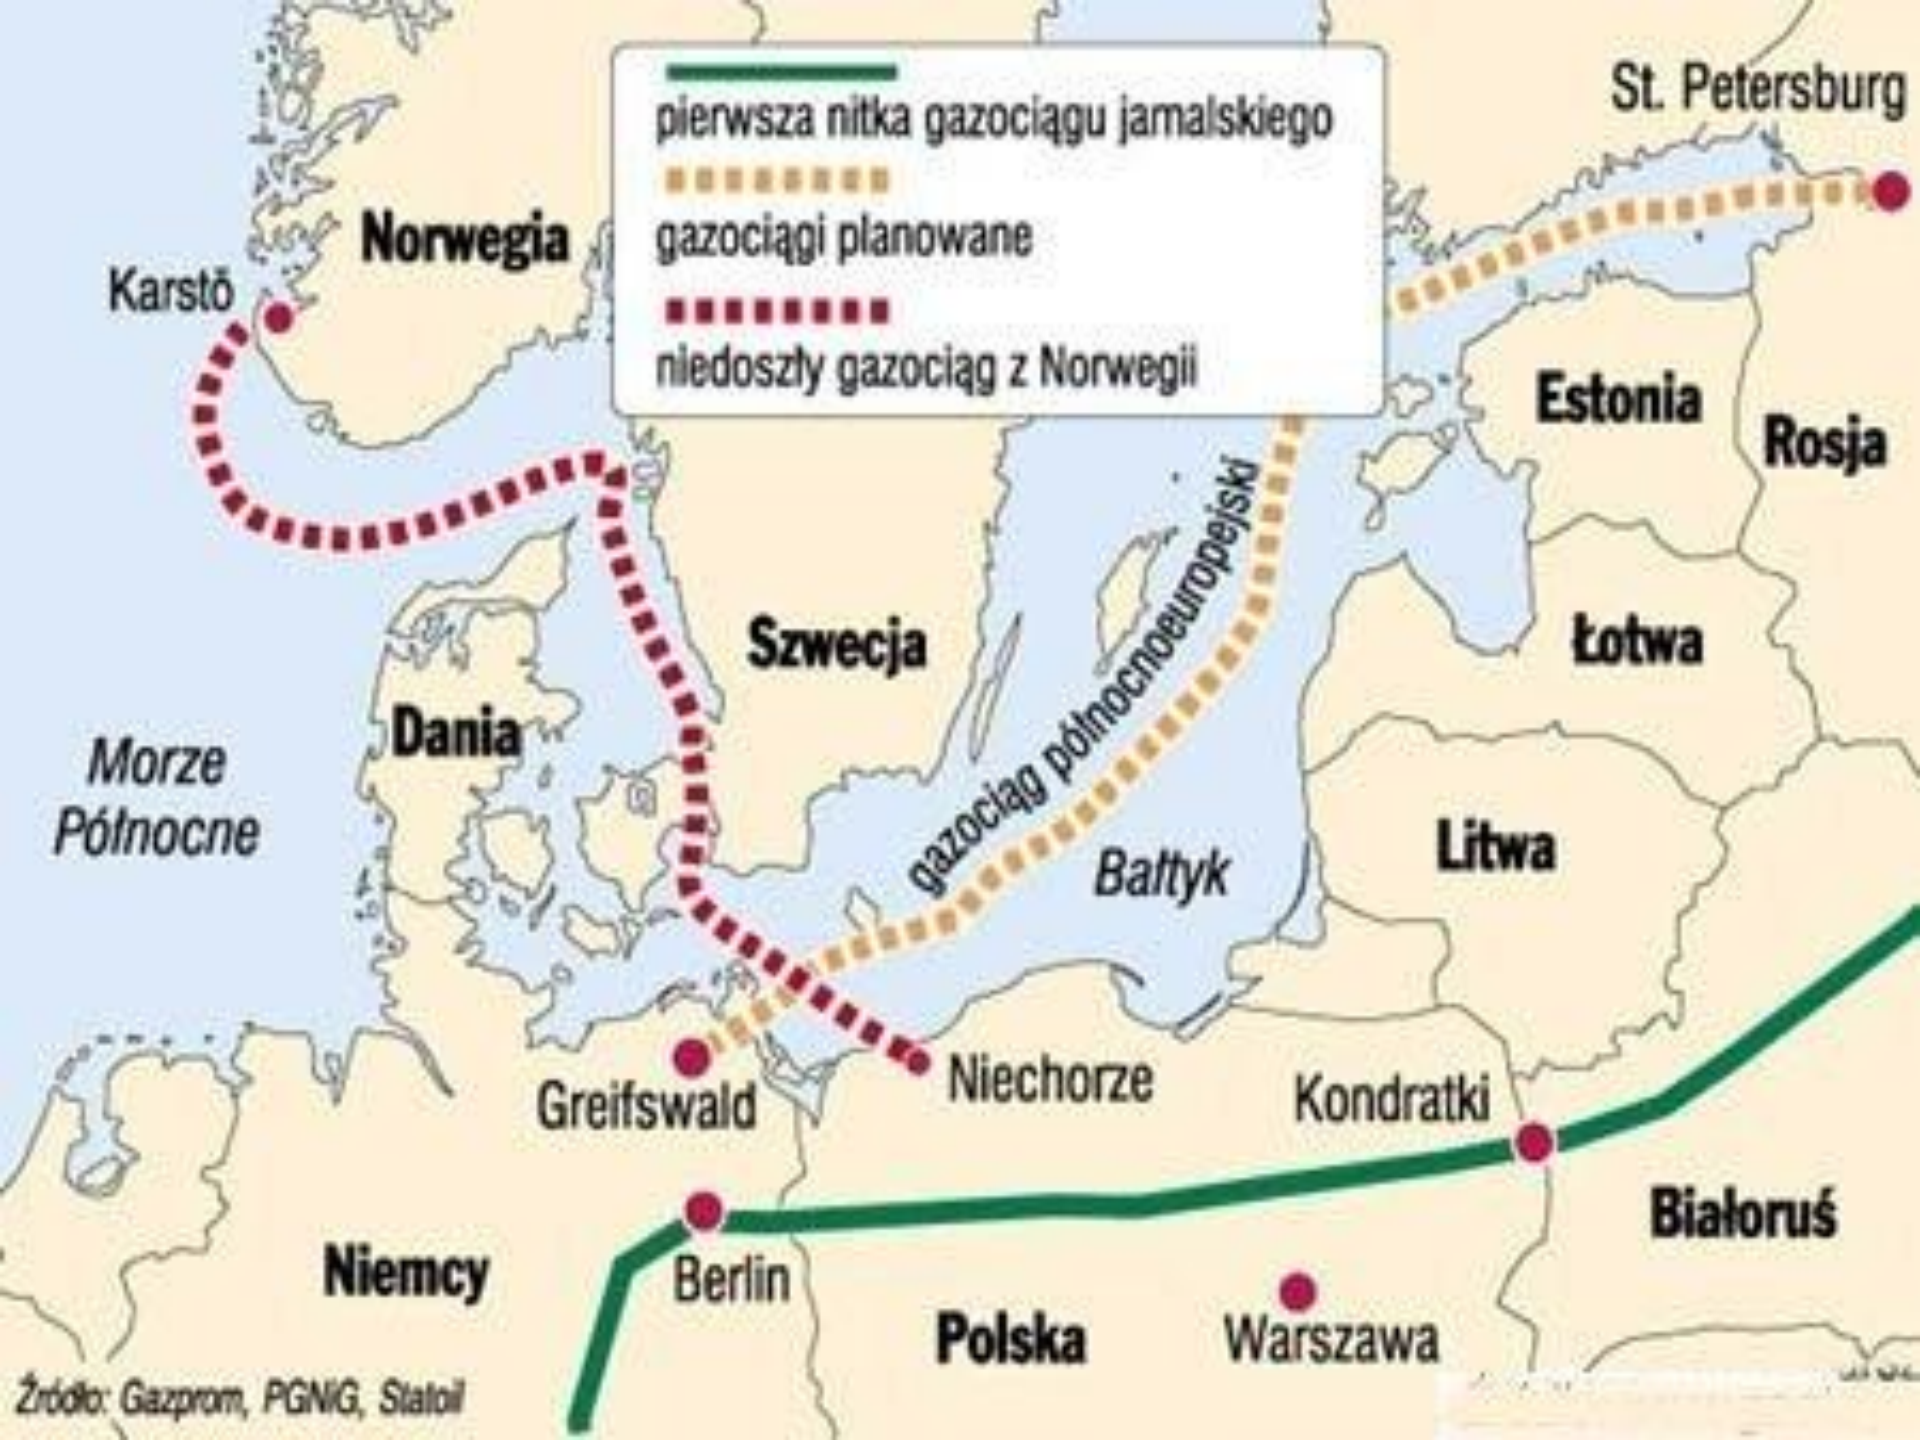 pierwsza nitka gazociągu jamalskiego
gazociągi planowane
niedoszły gazociąg z Norwegii
St. Petersburg
Norwegia
Karstö
Estonia
Rosja
gazociąg północnoeuropejski
Szwecja
Łotwa
Dania
Morze
Północne
Bałtyk
Litwa
Greifswald
Niechorze
Kondratki
Białoruś
Niemcy
Berlin
Polska
Warszawa
Źródło: Gazprom, PGNiG, Statoil